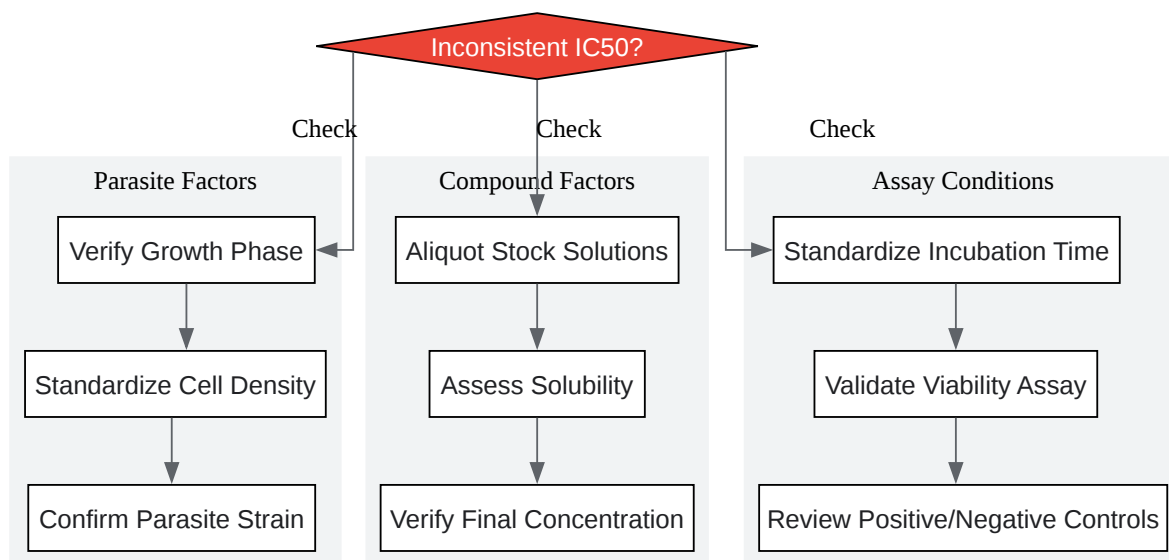 Inconsistent IC50?
Check
Check
Check
Parasite Factors
Compound Factors
Assay Conditions
Verify Growth Phase
Aliquot Stock Solutions
Standardize Incubation Time
Standardize Cell Density
Assess Solubility
Validate Viability Assay
Confirm Parasite Strain
Verify Final Concentration
Review Positive/Negative Controls